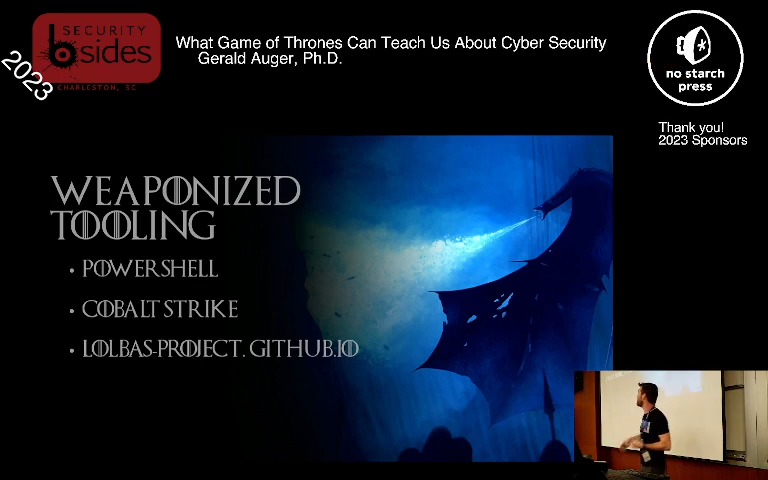 SECURITY
bsides
CHARLESTON, SC
2023
What Game of Thrones Can Teach Us About Cyber Security
Gerald Auger, Ph.D.
no starch
press
Thank you!
2023 Sponsors
WEAPONIZED
TOOLING
• POWERSHELL
• COBALT STRIKE
• LOLBAS-PROJECT.GITHUB.IO